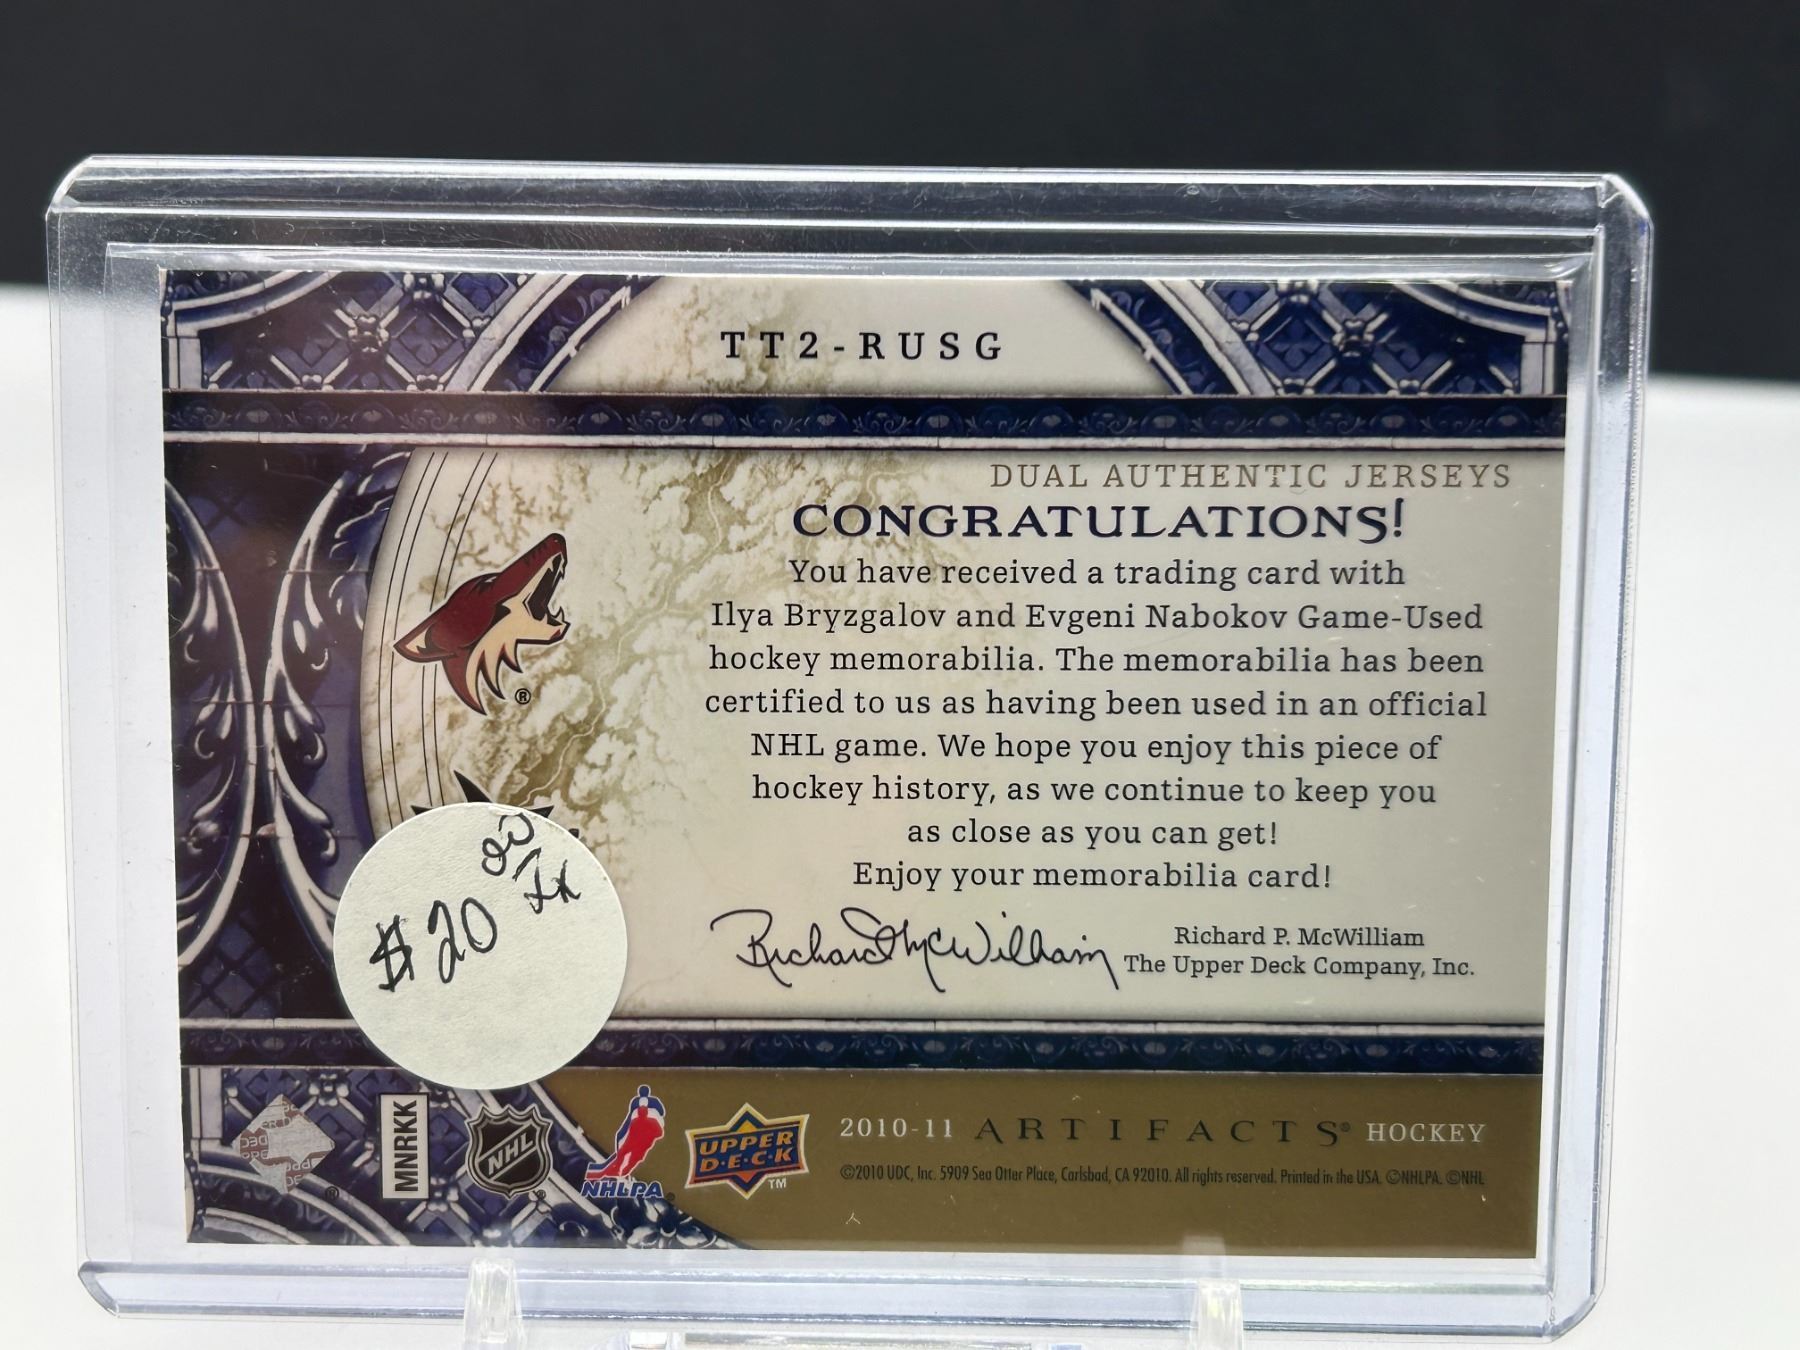 TT2-RUSG
DUAL AUTHENTIC JERSEYS
CONGRATULATIONS!
You have received a trading card with
Ilya Bryzgalov and Evgeni Nabokov Game-Used
hockey memorabilia. The memorabilia has been
certified to us as having been used in an official
NHL game. We hope you enjoy this piece of
hockey history, as we continue to keep you
as close as you can get!
Enjoy your memorabilia card!
Richard McWilliam
Richard P. McWilliam
The Upper Deck Company, Inc.
$20 00
MNRKK
NHL
NHLPA
UPPER
D·E·C·K
TM
2010-11 ARTIFACTS® HOCKEY
©2010 UDC, Inc. 5909 Sea Otter Place, Carlsbad, CA 92010. All rights reserved. Printed in the USA. ©NHLPA. ©NHL